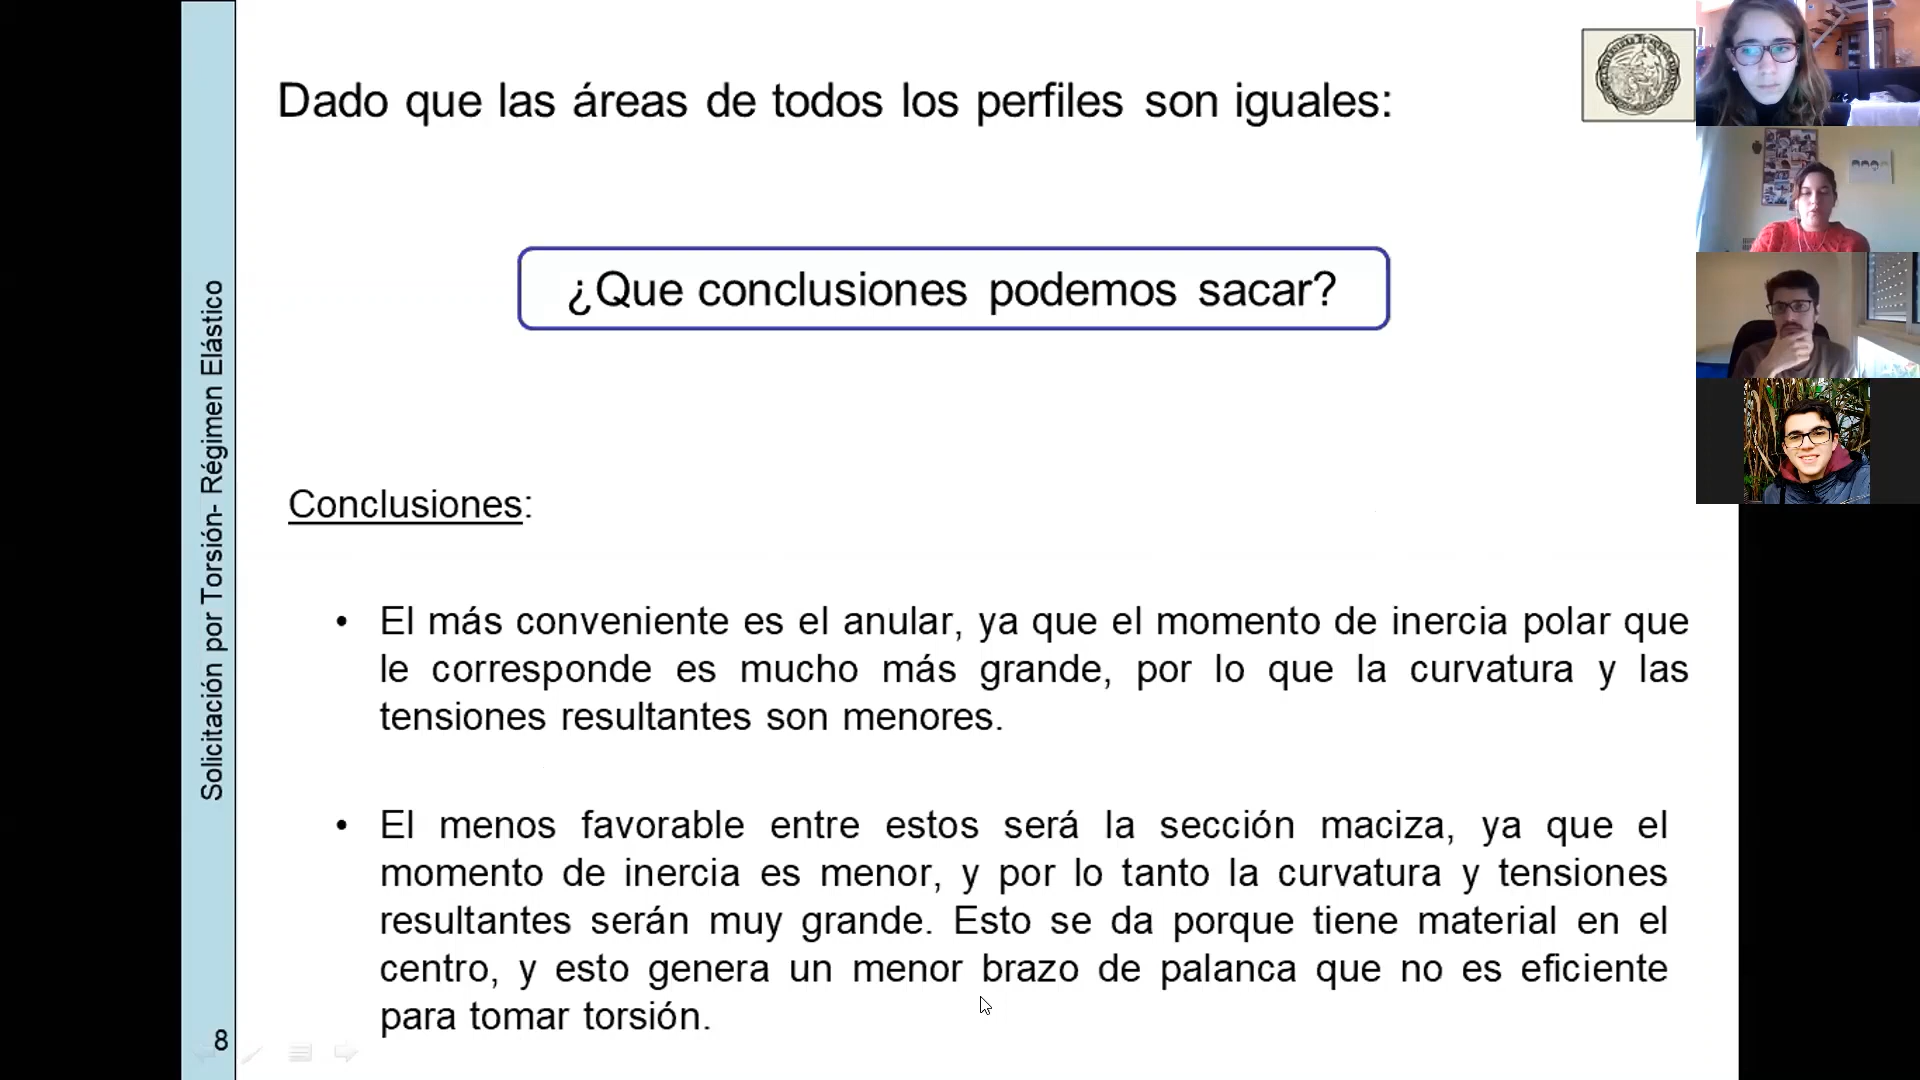 Dado que las áreas de todos los perfiles son iguales:
¿Que conclusiones podemos sacar?
Conclusiones:
• El más conveniente es el anular, ya que el momento de inercia polar que
le corresponde es mucho más grande, por lo que la curvatura y las
tensiones resultantes son menores.
• El menos favorable entre estos será la sección maciza, ya que el
momento de inercia es menor, y por lo tanto la curvatura y tensiones
resultantes serán muy grande. Esto se da porque tiene material en el
centro, y esto genera un menor brazo de palanca que no es eficiente
para tomar torsión.
Solicitación por Torsión- Régimen Elástico
8